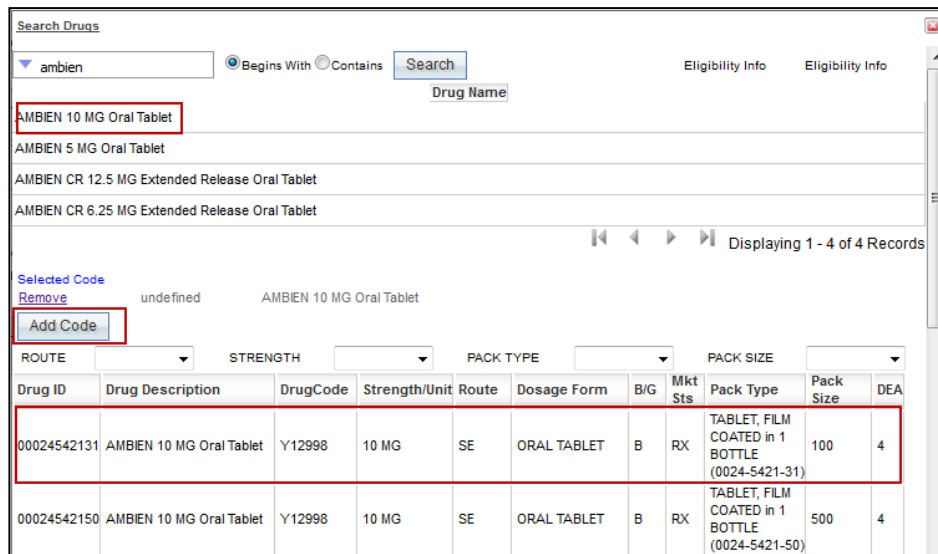 Search Drugs
ambien Begins With Contains Search Eligibility Info Eligibility Info
Drug Name
AMBIEN 10 MG Oral Tablet
AMBIEN 5 MG Oral Tablet
AMBIEN CR 12.5 MG Extended Release Oral Tablet
AMBIEN CR 6.25 MG Extended Release Oral Tablet
Displaying 1 - 4 of 4 Records
Selected Code
Remove undefined AMBIEN 10 MG Oral Tablet
Add Code
ROUTE STRENGTH PACK TYPE PACK SIZE
Drug ID Drug Description DrugCode Strength/Unit Route Dosage Form B/G Mkt Sts Pack Type Pack Size DEA
00024542131 AMBIEN 10 MG Oral Tablet Y12998 10 MG SE ORAL TABLET B RX TABLET, FILM COATED in 1 BOTTLE (0024-5421-31) 100 4
00024542150 AMBIEN 10 MG Oral Tablet Y12998 10 MG SE ORAL TABLET B RX TABLET, FILM COATED in 1 BOTTLE (0024-5421-50) 500 4